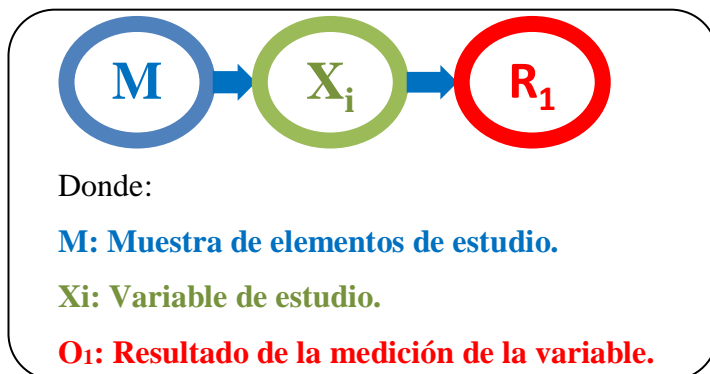 M Xi R1
Donde:
M: Muestra de elementos de estudio.
Xi: Variable de estudio.
O1: Resultado de la medición de la variable.